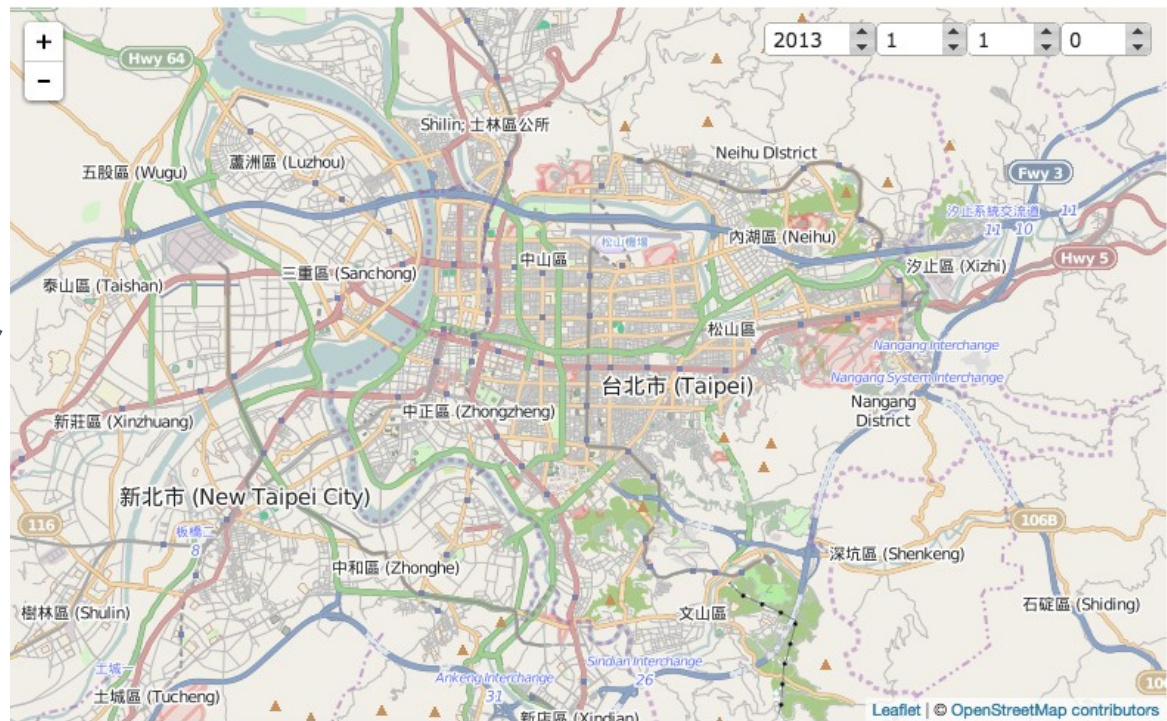 +
−
2013 1 1 0
Hwy 64
Shilin; 士林區公所
Neihu District
五股區 (Wugu)
蘆洲區 (Luzhou)
Fwy 3
汐止系統交流道
11 10
11
松山機場
內湖區 (Neihu)
中山區
Hwy 5
三重區 (Sanchong)
汐止區 (Xizhi)
泰山區 (Taishan)
松山區
Nangang Interchange
台北市 (Taipei)
Nangang System Interchange
中正區 (Zhongzheng)
Nangang
District
新莊區 (Xinzhuang)
新北市 (New Taipei City)
116
106B
板橋二
8
深坑區 (Shenkeng)
中和區 (Zhonghe)
樹林區 (Shulin)
文山區
石碇區 (Shiding)
土城一
Sindian Interchange
26
Ankeng Interchange
31
土城區 (Tucheng)
新店區 (Xindian)
Leaflet | © OpenStreetMap contributors